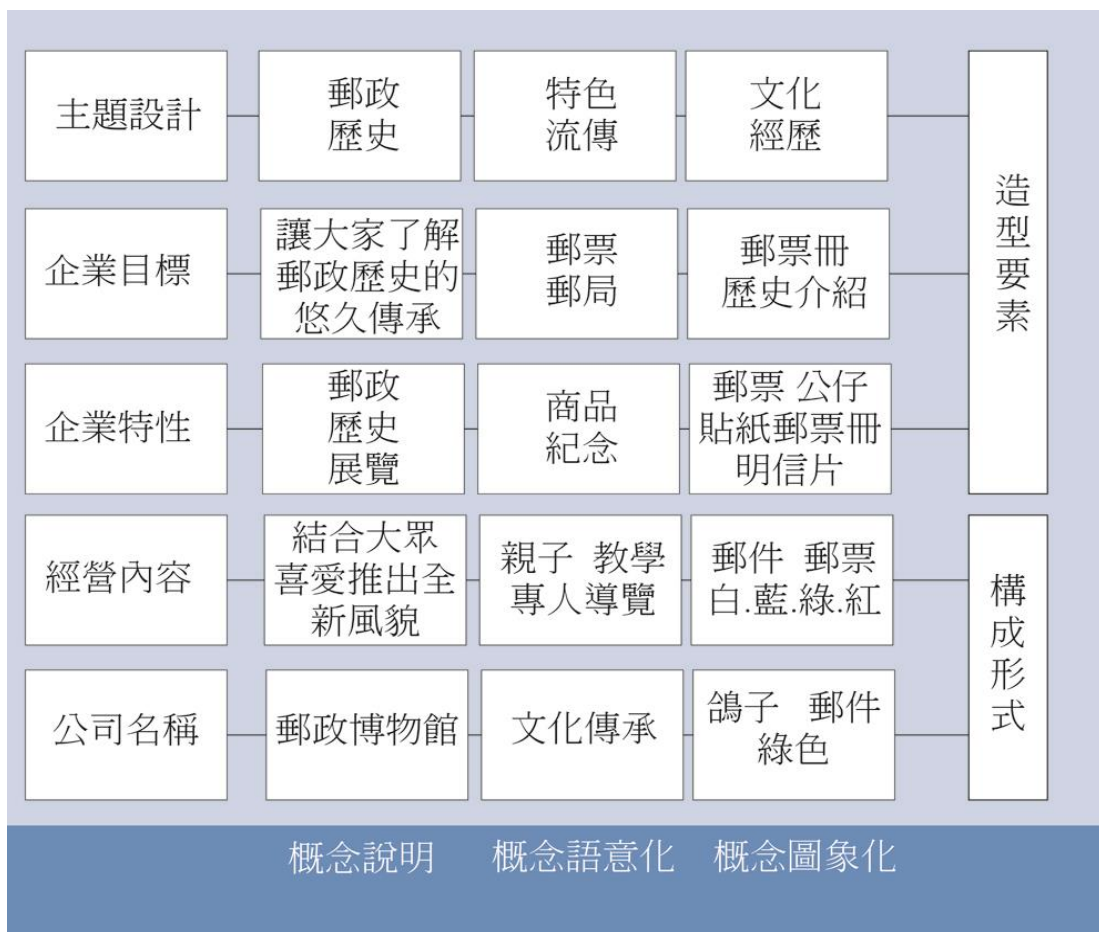 主題設計
郵政
歷史
特色
流傳
文化
經歷
企業目標
讓大家了解
郵政歷史的
悠久傳承
郵票
郵局
郵票冊
歷史介紹
企業特性
郵政
歷史
展覽
商品
紀念
郵票 公仔
貼紙郵票冊
明信片
造型要素
經營內容
結合大眾
喜愛推出全
新風貌
親子 教學
專人導覽
郵件 郵票
白.藍.綠.紅
公司名稱
郵政博物館
文化傳承
鴿子 郵件
綠色
構成形式
概念說明
概念語意化
概念圖象化